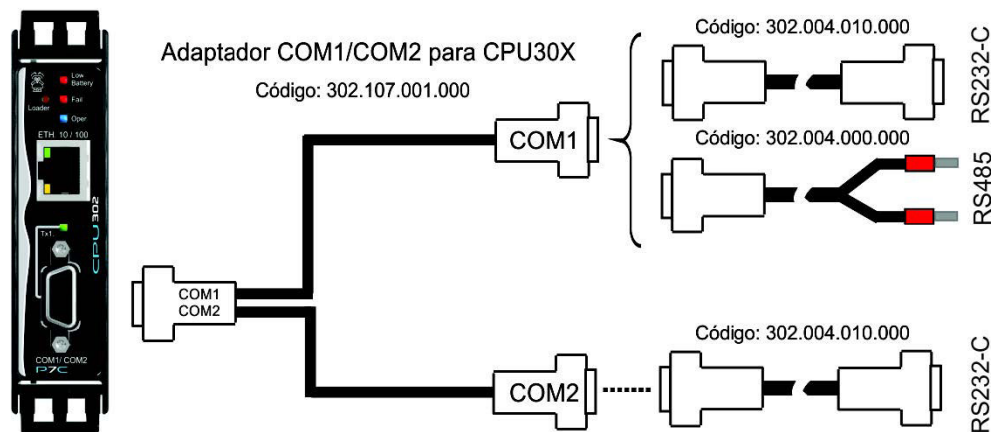 Adaptador COM1/COM2 para CPU30X
Código: 302.107.001.000
Low
Battery
Fail
Loader
Oper
ETH 10 / 100
Tx1.
CPU302
COM1/ COM2
P7C
COM1
COM2
COM1
Código: 302.004.010.000
RS232-C
Código: 302.004.000.000
RS485
COM2
Código: 302.004.010.000
RS232-C